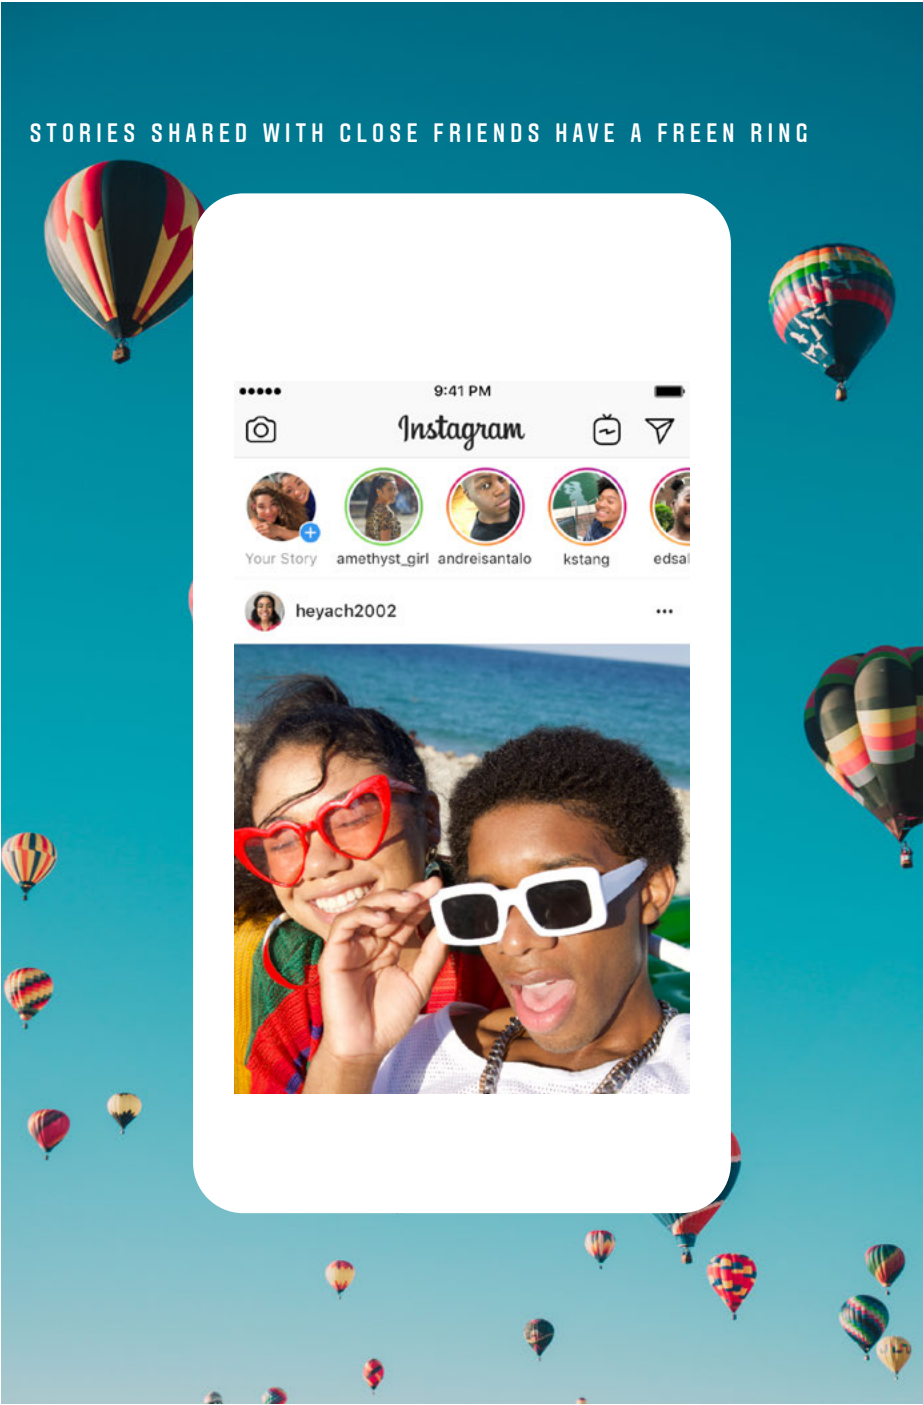 STORIES SHARED WITH CLOSE FRIENDS HAVE A FREEN RING
9:41 PM
Instagram
Your Story amethyst_girl andreisantalo kstang edsal
heyach2002